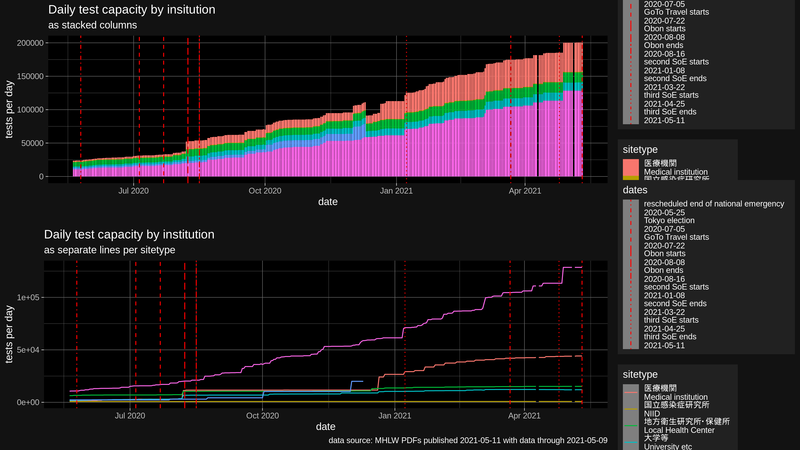 Daily test capacity by insitution
as stacked columns
tests per day
200000
150000
100000
50000
0
Jul 2020
Oct 2020
Jan 2021
Apr 2021
date
2020-07-05
GoTo Travel starts
2020-07-22
Obon starts
2020-08-08
Obon ends
2020-08-16
second SoE starts
2021-01-08
second SoE ends
2021-03-22
third SoE starts
2021-04-25
third SoE ends
2021-05-11
sitetype
医療機関
Medical institution
国立感染症研究所
Daily test capacity by institution
as separate lines per sitetype
tests per day
1e+05
5e+04
0e+00
Jul 2020
Oct 2020
Jan 2021
Apr 2021
date
data source: MHLW PDFs published 2021-05-11 with data through 2021-05-09
dates
rescheduled end of national emergency
2020-05-25
Tokyo election
2020-07-05
GoTo Travel starts
2020-07-22
Obon starts
2020-08-08
Obon ends
2020-08-16
second SoE starts
2021-01-08
second SoE ends
2021-03-22
third SoE starts
2021-04-25
third SoE ends
2021-05-11
sitetype
医療機関
Medical institution
国立感染症研究所
NIID
地方衛生研究所・保健所
Local Health Center
大学等
University etc